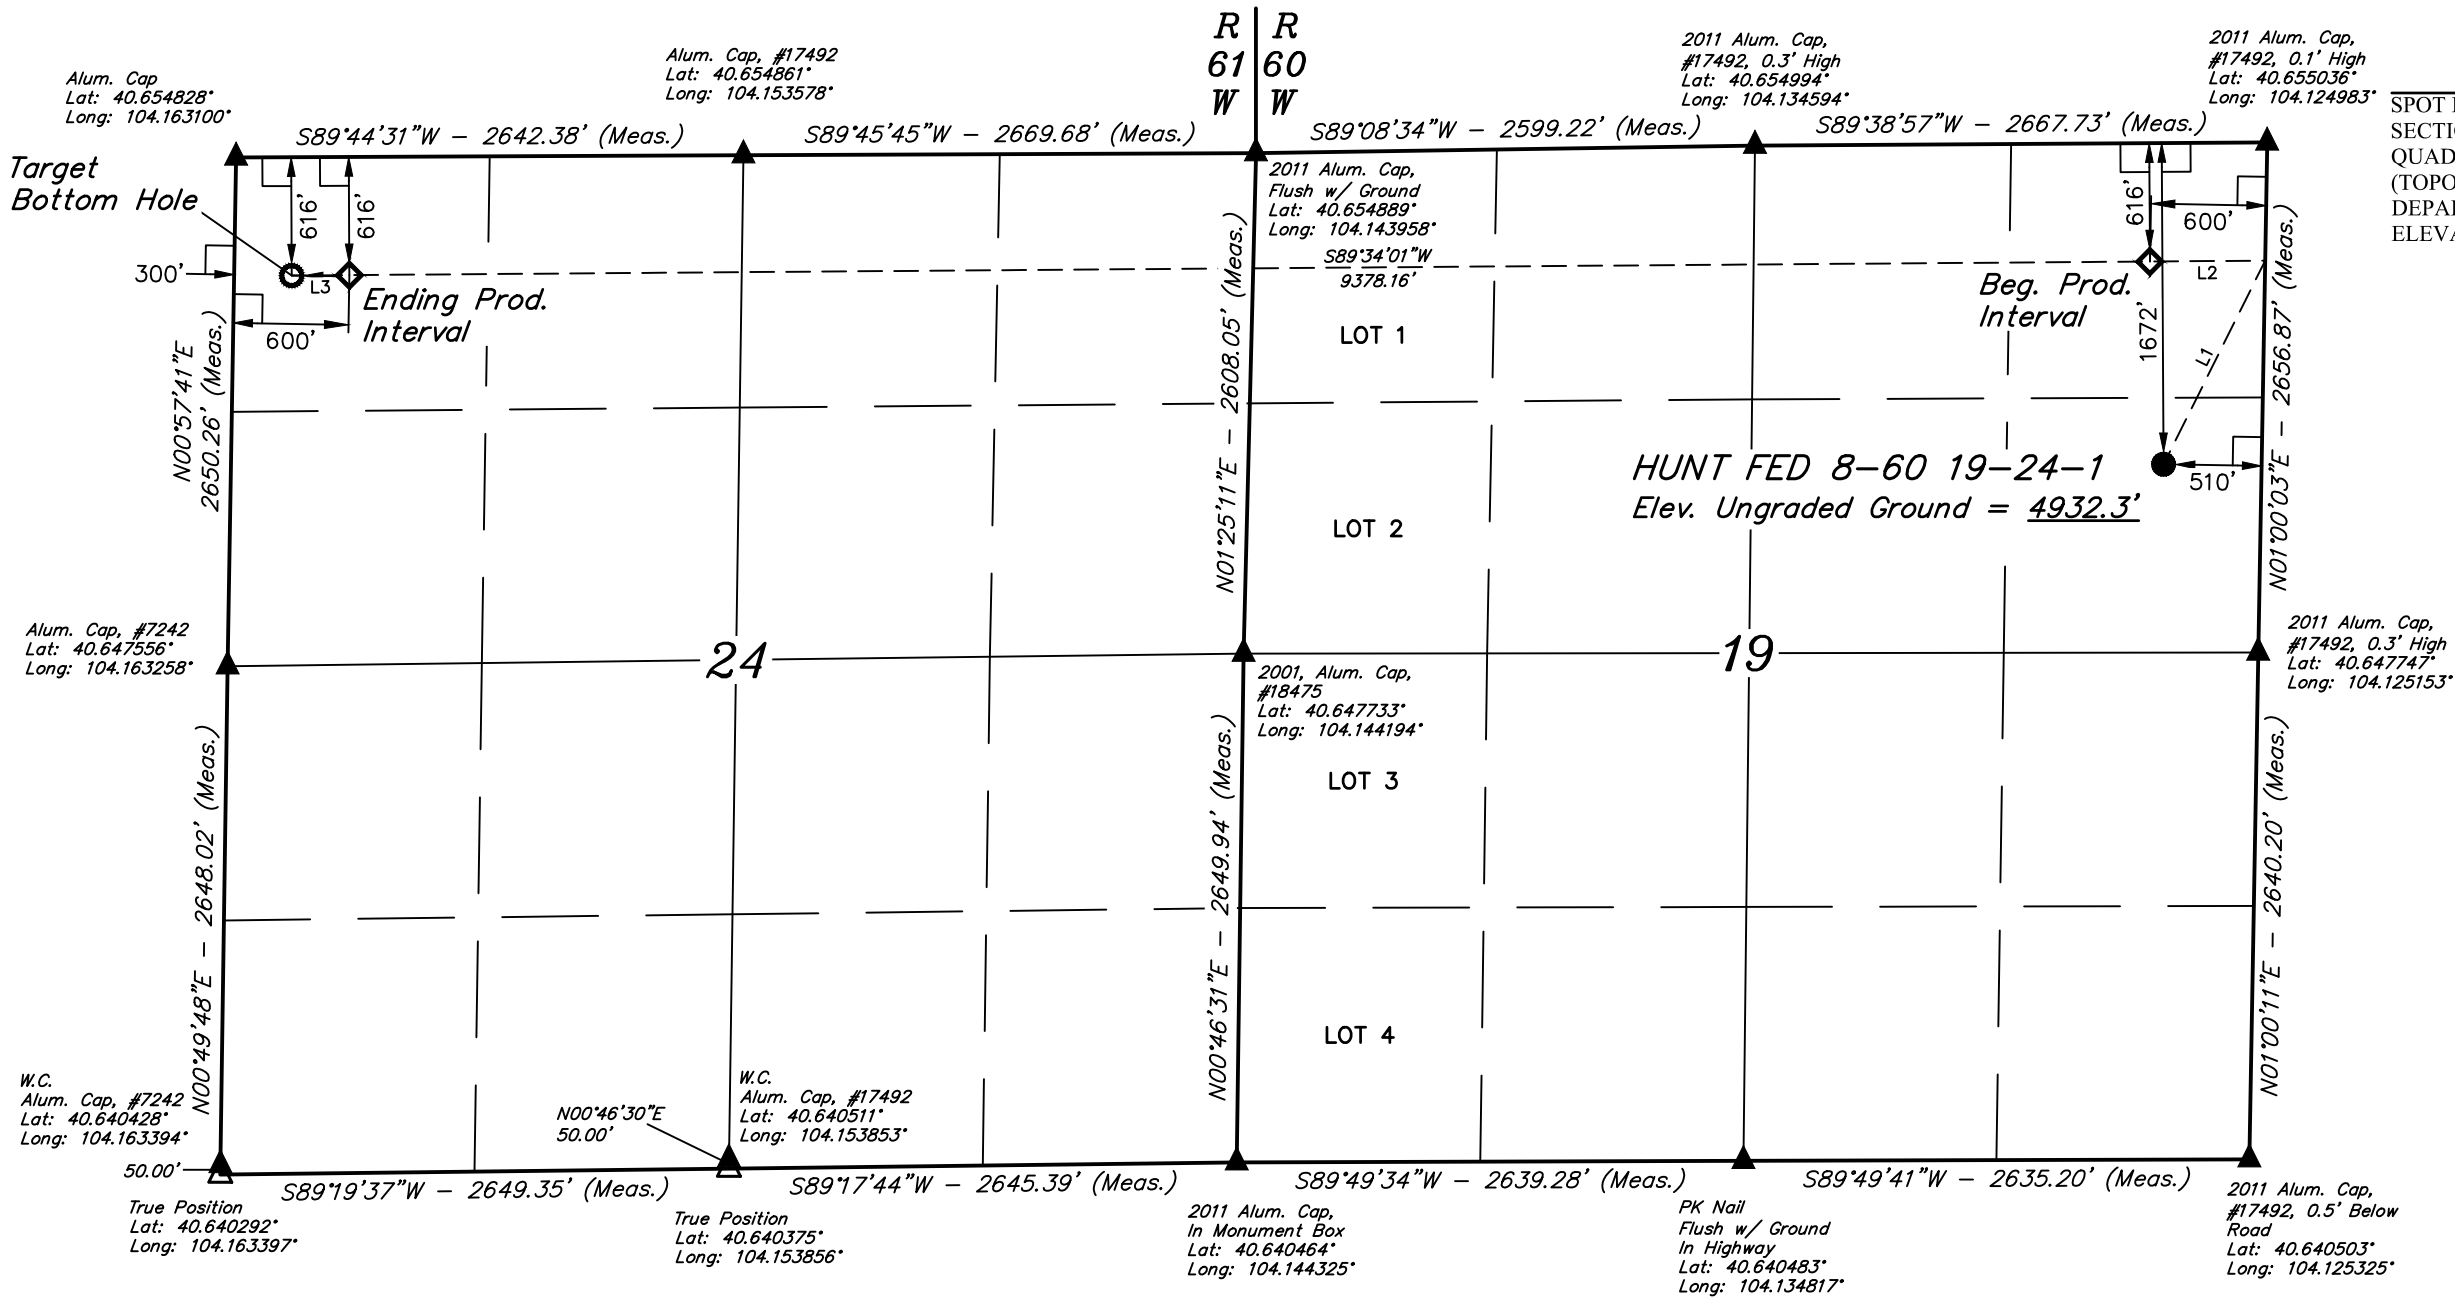 R R
61 60
W W
Alum. Cap
Lat: 40.654828°
Long: 104.163100°
Alum. Cap, #17492
Lat: 40.654861°
Long: 104.153578°
2011 Alum. Cap,
#17492, 0.3' High
Lat: 40.654994°
Long: 104.134594°
2011 Alum. Cap,
#17492, 0.1' High
Lat: 40.655036°
Long: 104.124983°
SPOT
SECTI
QUAD
(TOPO
DEPA
ELEVA
S89°44'31"W - 2642.38' (Meas.)
S89°45'45"W - 2669.68' (Meas.)
S89°08'34"W - 2599.22' (Meas.)
S89°38'57"W - 2667.73' (Meas.)
Target
Bottom Hole
616'
616'
300'
L3
Ending Prod.
Interval
600'
N00°57'41"E
2650.26' (Meas.)
2011 Alum. Cap,
Flush w/ Ground
Lat: 40.654889°
Long: 104.143958°
S89°34'01"W
9378.16'
N01°25'11"E - 2608.05' (Meas.)
LOT 1
616'
600'
L2
Beg. Prod.
Interval
1672'
L1
N01°00'03"E - 2656.87' (Meas.)
HUNT FED 8-60 19-24-1
Elev. Ungraded Ground = 4932.3'
510'
LOT 2
Alum. Cap, #7242
Lat: 40.647556°
Long: 104.163258°
24
19
2001, Alum. Cap,
#18475
Lat: 40.647733°
Long: 104.144194°
2011 Alum. Cap,
#17492, 0.3' High
Lat: 40.647747°
Long: 104.125153°
N00°49'48"E - 2648.02' (Meas.)
N00°46'31"E - 2649.94' (Meas.)
LOT 3
N01°00'11"E - 2640.20' (Meas.)
LOT 4
W.C.
Alum. Cap, #7242
Lat: 40.640428°
Long: 104.163394°
50.00'
N00°46'30"E
50.00'
W.C.
Alum. Cap, #17492
Lat: 40.640511°
Long: 104.153853°
S89°19'37"W - 2649.35' (Meas.)
S89°17'44"W - 2645.39' (Meas.)
S89°49'34"W - 2639.28' (Meas.)
S89°49'41"W - 2635.20' (Meas.)
True Position
Lat: 40.640292°
Long: 104.163397°
True Position
Lat: 40.640375°
Long: 104.153856°
2011 Alum. Cap,
In Monument Box
Lat: 40.640464°
Long: 104.144325°
PK Nail
Flush w/ Ground
In Highway
Lat: 40.640483°
Long: 104.134817°
2011 Alum. Cap,
#17492, 0.5' Below
Road
Lat: 40.640503°
Long: 104.125325°